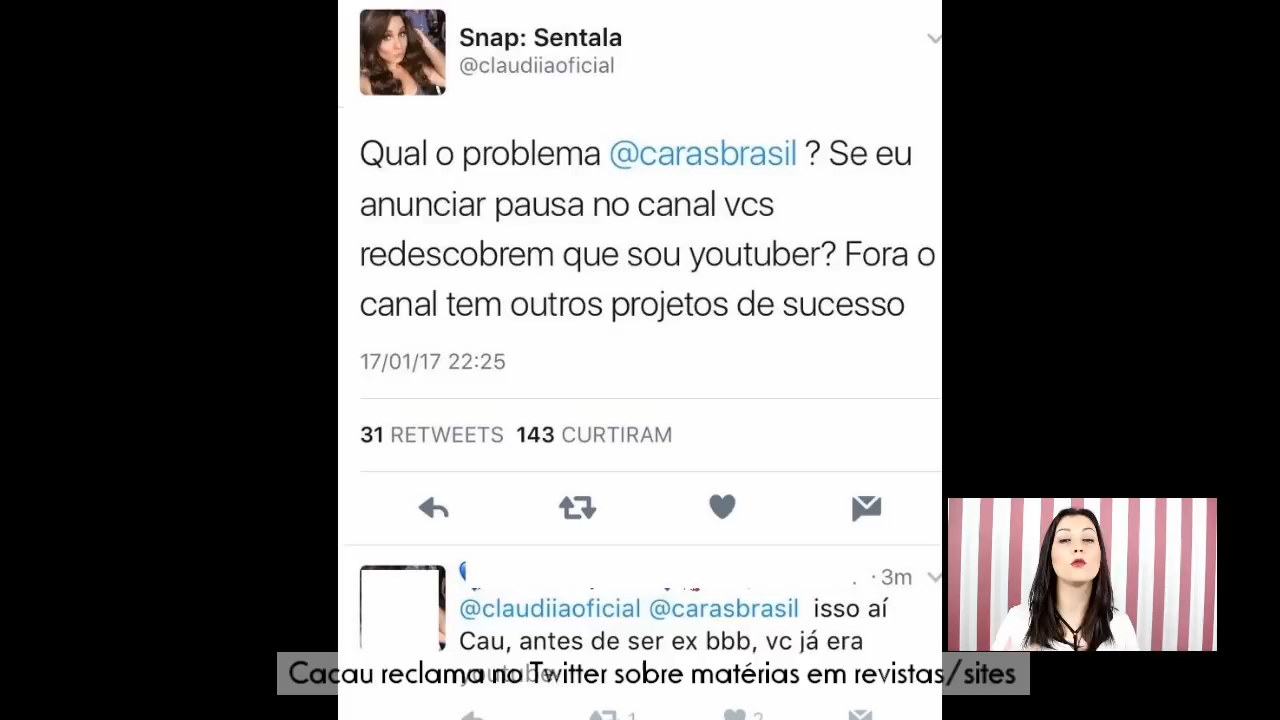 Snap: Sentala
@claudiiaoficial
Qual o problema @carasbrasil ? Se eu
anunciar pausa no canal vcs
redescobrem que sou youtuber? Fora o
canal tem outros projetos de sucesso
17/01/17 22:25
31 RETWEETS 143 CURTIRAM
· 3m
@claudiiaoficial @carasbrasil isso aí
Cau, antes de ser ex bbb, vc já era
Cacau reclama no Twitter sobre matérias em revistas/sites
1 2